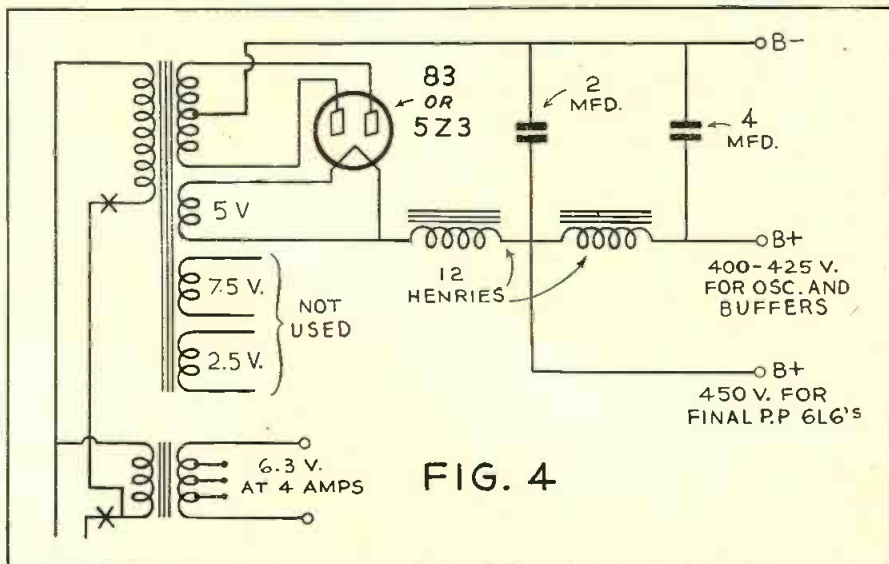 B-
83
OR
5Z3
2
MFD.
4
MFD.
5 V
12
HENRIES
B+
400-425 V.
FOR OSC. AND
BUFFERS
7.5 V.
2.5 V.
NOT
USED
B+
450 V. FOR
FINAL P.P 6L6'S
6.3 V.
AT 4 AMPS
FIG. 4